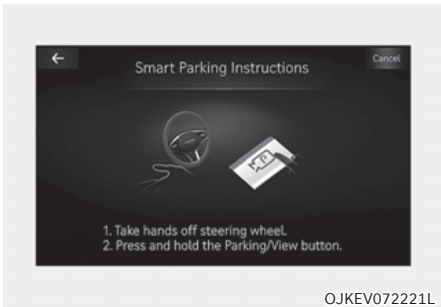 Smart Parking Instructions
Cancel
1. Take hands off steering wheel.
2. Press and hold the Parking/View button.
OJKEV072221L